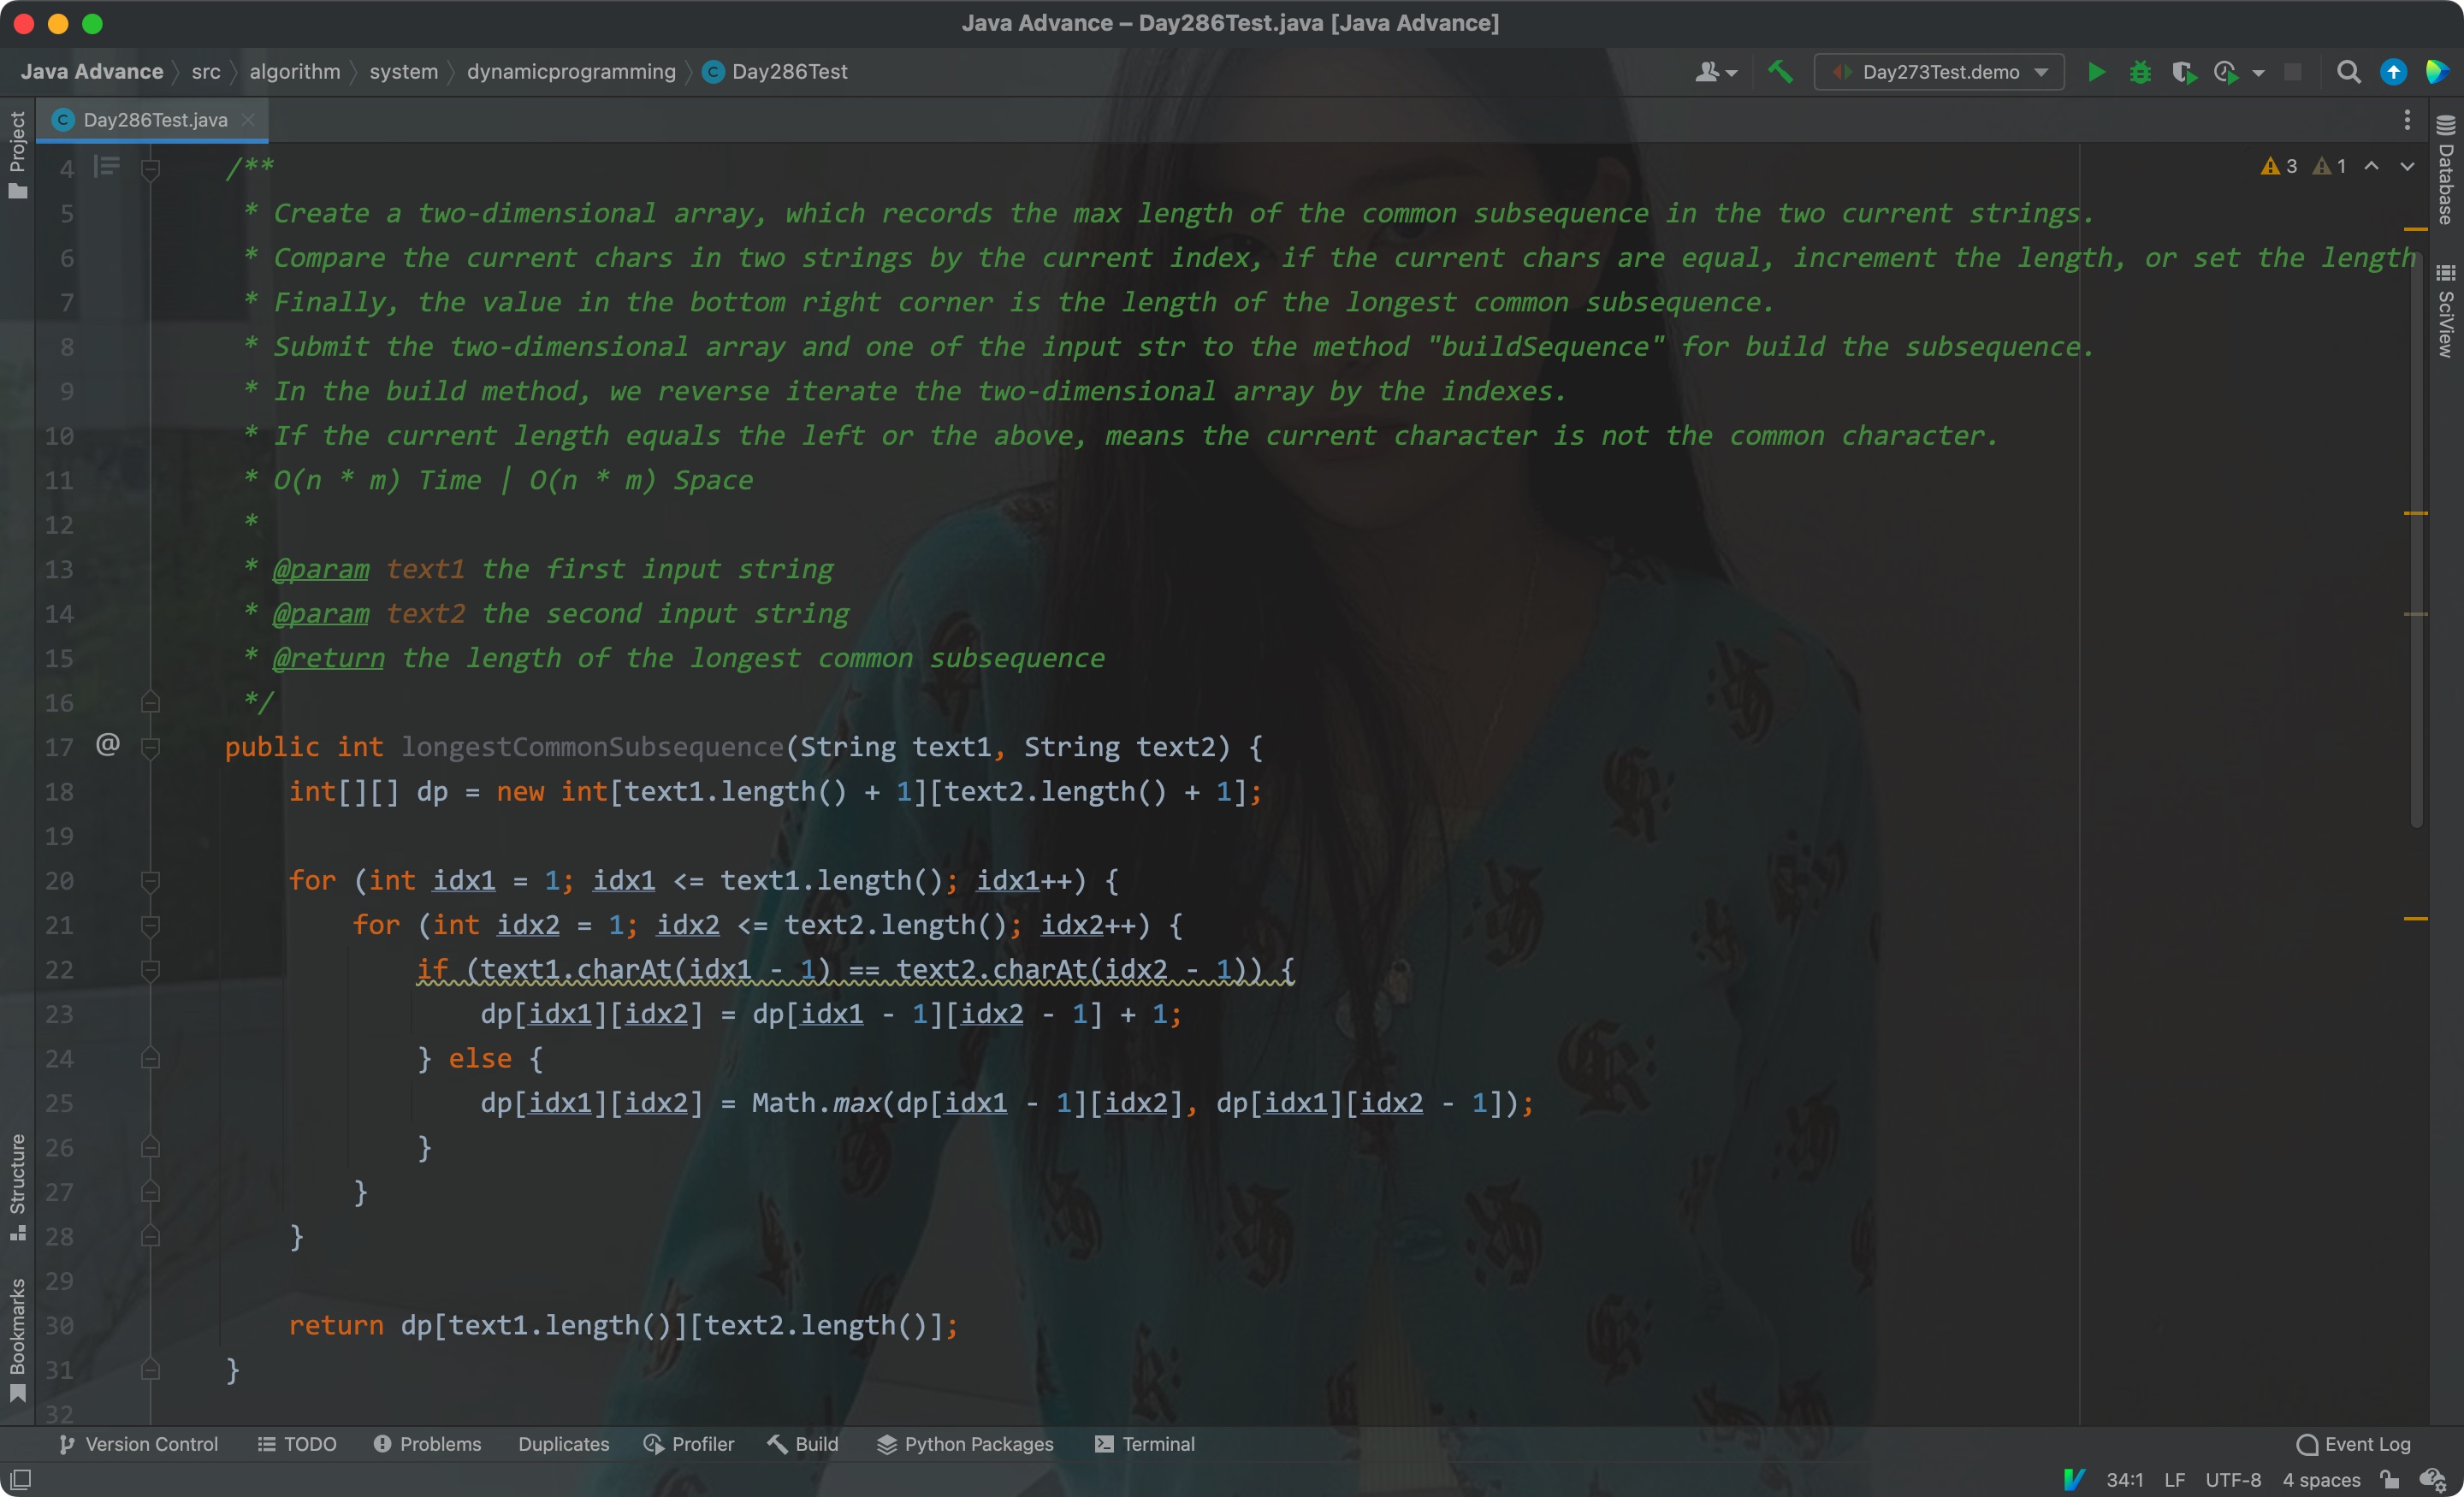 Java Advance – Day286Test.java [Java Advance]
Java Advance src algorithm system dynamicprogramming C Day286Test Day273Test.demo
Project
C Day286Test.java
3 1
Database
SciView
4 /**
5 * Create a two-dimensional array, which records the max length of the common subsequence in the two current strings.
6 * Compare the current chars in two strings by the current index, if the current chars are equal, increment the length, or set the length
7 * Finally, the value in the bottom right corner is the length of the longest common subsequence.
8 * Submit the two-dimensional array and one of the input str to the method "buildSequence" for build the subsequence.
9 * In the build method, we reverse iterate the two-dimensional array by the indexes.
10 * If the current length equals the left or the above, means the current character is not the common character.
11 * O(n * m) Time | O(n * m) Space
12 *
13 * @param text1 the first input string
14 * @param text2 the second input string
15 * @return the length of the longest common subsequence
16 */
17 @ public int longestCommonSubsequence(String text1, String text2) {
18 int[][] dp = new int[text1.length() + 1][text2.length() + 1];
19
20 for (int idx1 = 1; idx1 <= text1.length(); idx1++) {
21 for (int idx2 = 1; idx2 <= text2.length(); idx2++) {
22 if (text1.charAt(idx1 - 1) == text2.charAt(idx2 - 1)) {
23 dp[idx1][idx2] = dp[idx1 - 1][idx2 - 1] + 1;
24 } else {
25 dp[idx1][idx2] = Math.max(dp[idx1 - 1][idx2], dp[idx1][idx2 - 1]);
26 }
27 }
28 }
29
30 return dp[text1.length()][text2.length()];
31 }
32
Structure
Bookmarks
Version Control TODO Problems Duplicates Profiler Build Python Packages Terminal Event Log
34:1 LF UTF-8 4 spaces